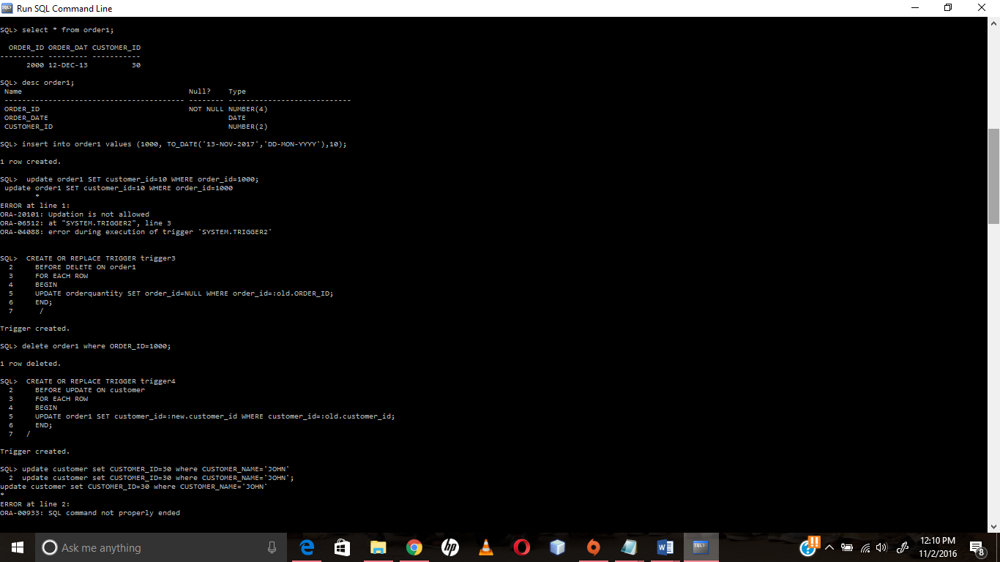 Run SQL Command Line
SQL> select * from order1;
ORDER_ID ORDER_DAT CUSTOMER_ID
---------- --------- -----------
2000 12-DEC-13 30
SQL> desc order1;
Name Null? Type
----------------------------------------- -------- ----------------------------
ORDER_ID NOT NULL NUMBER(4)
ORDER_DATE DATE
CUSTOMER_ID NUMBER(2)
SQL> insert into order1 values (1000, TO_DATE('13-NOV-2017','DD-MON-YYYY'),10);
1 row created.
SQL>  update order1 SET customer_id=10 WHERE order_id=1000;
update order1 SET customer_id=10 WHERE order_id=1000
*
ERROR at line 1:
ORA-20101: Updation is not allowed
ORA-06512: at "SYSTEM.TRIGGER2", line 3
ORA-04088: error during execution of trigger 'SYSTEM.TRIGGER2'
SQL>  CREATE OR REPLACE TRIGGER trigger3
2     BEFORE DELETE ON order1
3     FOR EACH ROW
4     BEGIN
5     UPDATE orderquantity SET order_id=NULL WHERE order_id=:old.ORDER_ID;
6     END;
7      /
Trigger created.
SQL> delete order1 where ORDER_ID=1000;
1 row deleted.
SQL>  CREATE OR REPLACE TRIGGER trigger4
2     BEFORE UPDATE ON customer
3     FOR EACH ROW
4     BEGIN
5     UPDATE order1 SET customer_id=:new.customer_id WHERE customer_id=:old.customer_id;
6     END;
7   /
Trigger created.
SQL> update customer set CUSTOMER_ID=30 where CUSTOMER_NAME='JOHN'
2  update customer set CUSTOMER_ID=30 where CUSTOMER_NAME='JOHN';
update customer set CUSTOMER_ID=30 where CUSTOMER_NAME='JOHN'
*
ERROR at line 2:
ORA-00933: SQL command not properly ended
Ask me anything
12:10 PM
11/2/2016
8